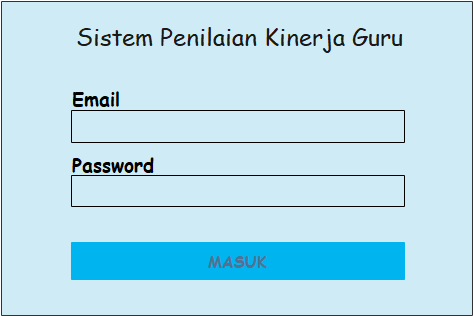 Sistem Penilaian Kinerja Guru
Email
Password
MASUK